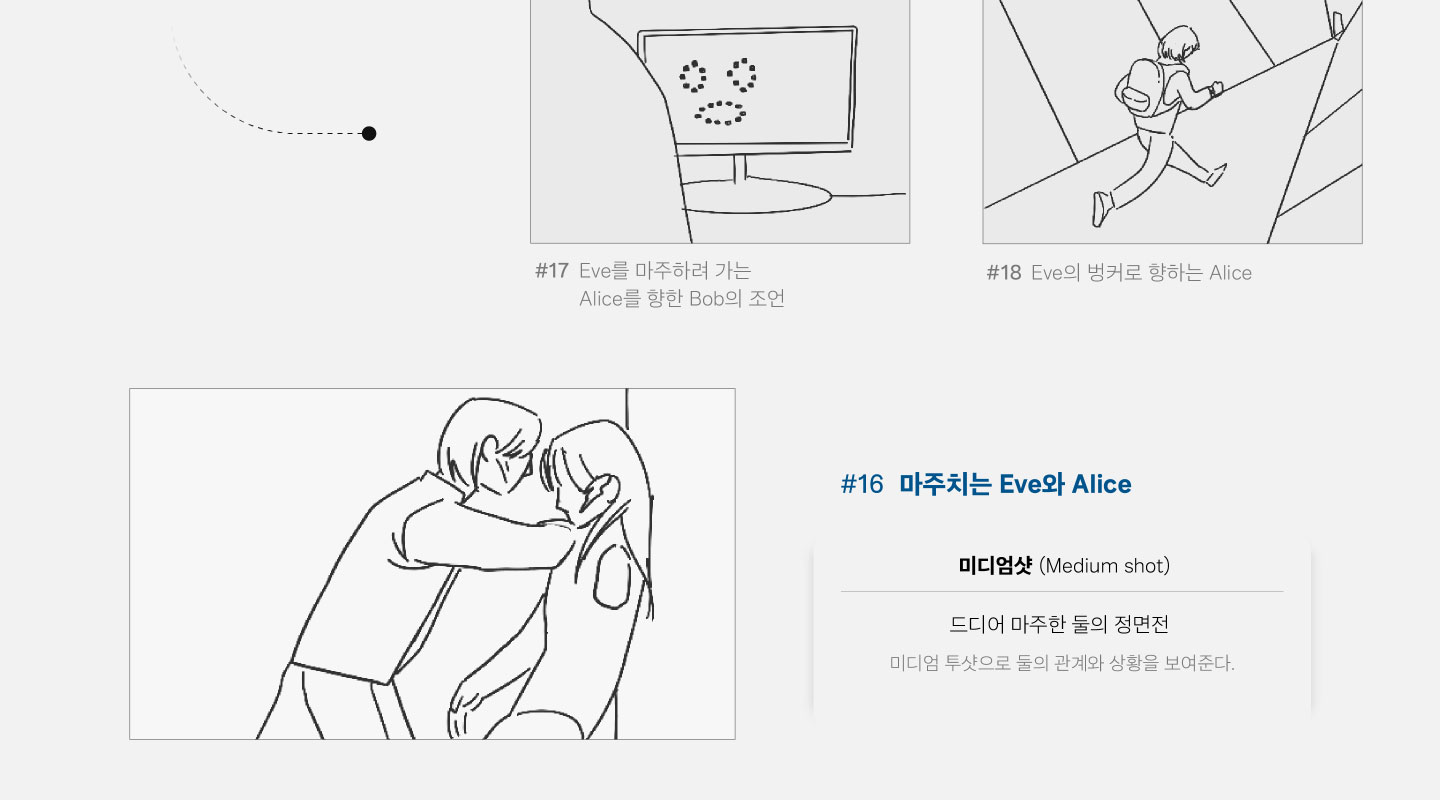 #17 Eve를 마주하려 가는
Alice를 향한 Bob의 조언
#18 Eve의 벙커로 향하는 Alice
#16 마주치는 Eve와 Alice
미디엄샷 (Medium shot)
드디어 마주한 둘의 정면전
미디엄 투샷으로 둘의 관계와 상황을 보여준다.